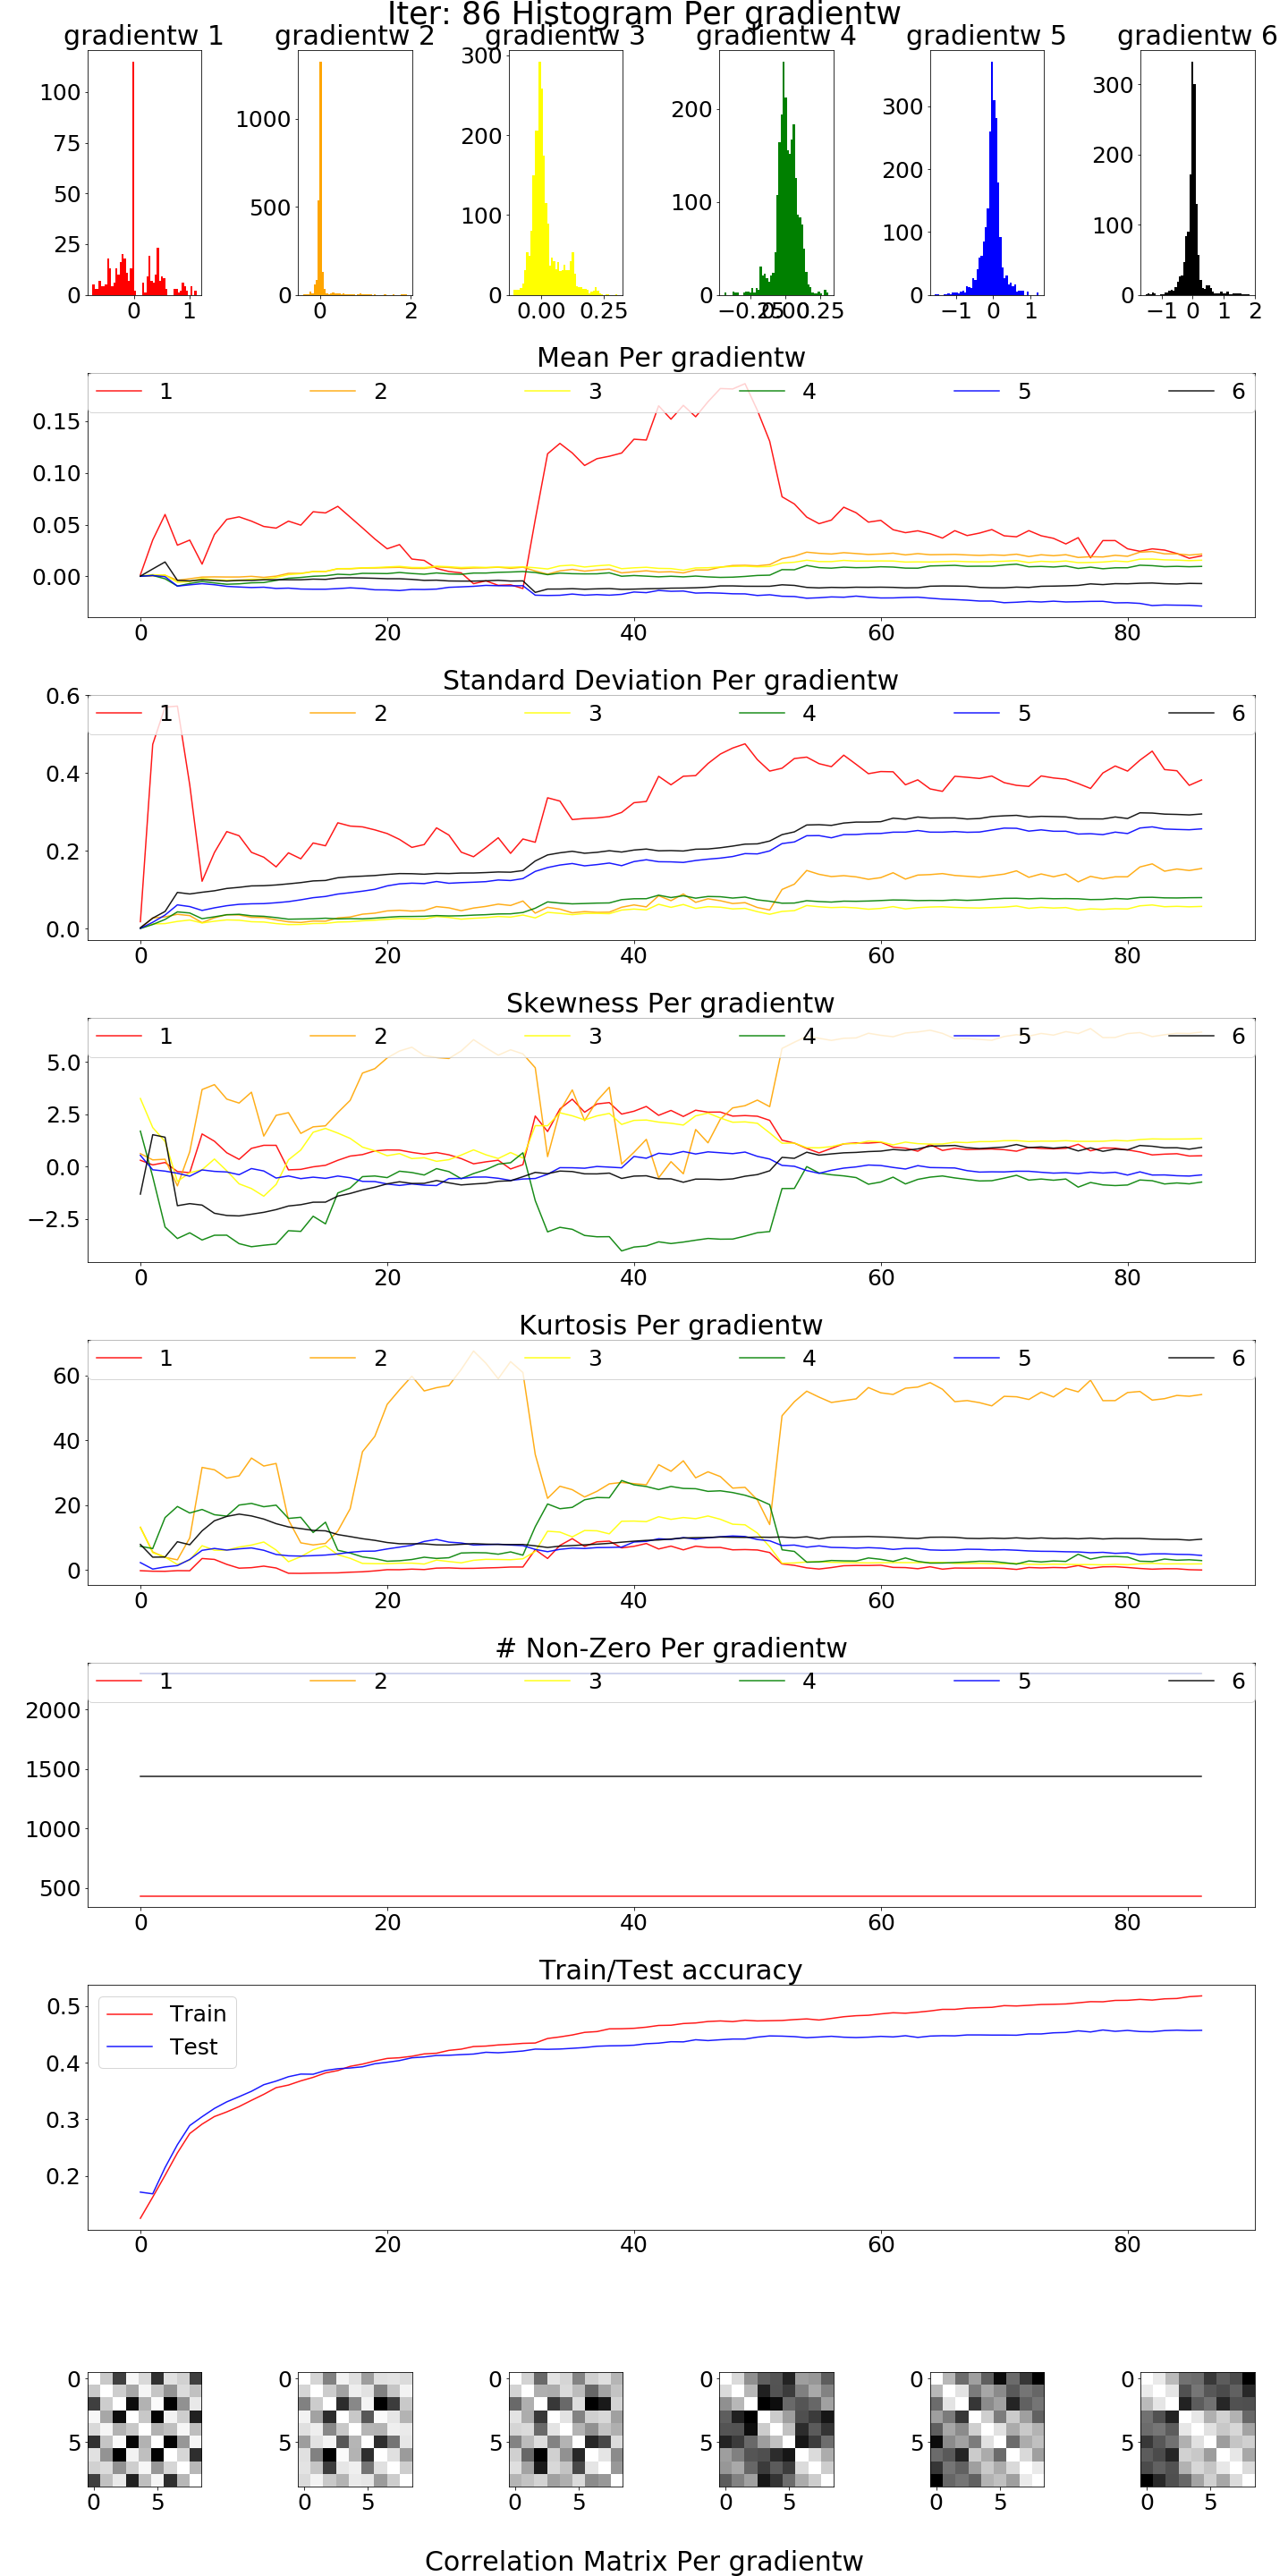 Iter: 86 Histogram Per gradientw
gradientw 1 gradientw 2 gradientw 3 gradientw 4 gradientw 5 gradientw 6
100
75
50
25
0
0 1
1000
500
0
0 2
300
200
100
0
0.00 0.25
200
100
0
−0.25 0.00 0.25
300
200
100
0
−1 0 1
300
200
100
0
−1 0 1 2
Mean Per gradientw
1 2 3 4 5 6
0.15
0.10
0.05
0.00
0 20 40 60 80
Standard Deviation Per gradientw
1 2 3 4 5 6
0.6
0.4
0.2
0.0
0 20 40 60 80
Skewness Per gradientw
1 2 3 4 5 6
5.0
2.5
0.0
−2.5
0 20 40 60 80
Kurtosis Per gradientw
1 2 3 4 5 6
60
40
20
0
0 20 40 60 80
# Non-Zero Per gradientw
1 2 3 4 5 6
2000
1500
1000
500
0 20 40 60 80
Train/Test accuracy
Train
Test
0.5
0.4
0.3
0.2
0 20 40 60 80
0 0 0 0 0 0
5 5 5 5 5 5
0 5 0 5 0 5 0 5 0 5 0 5
Correlation Matrix Per gradientw